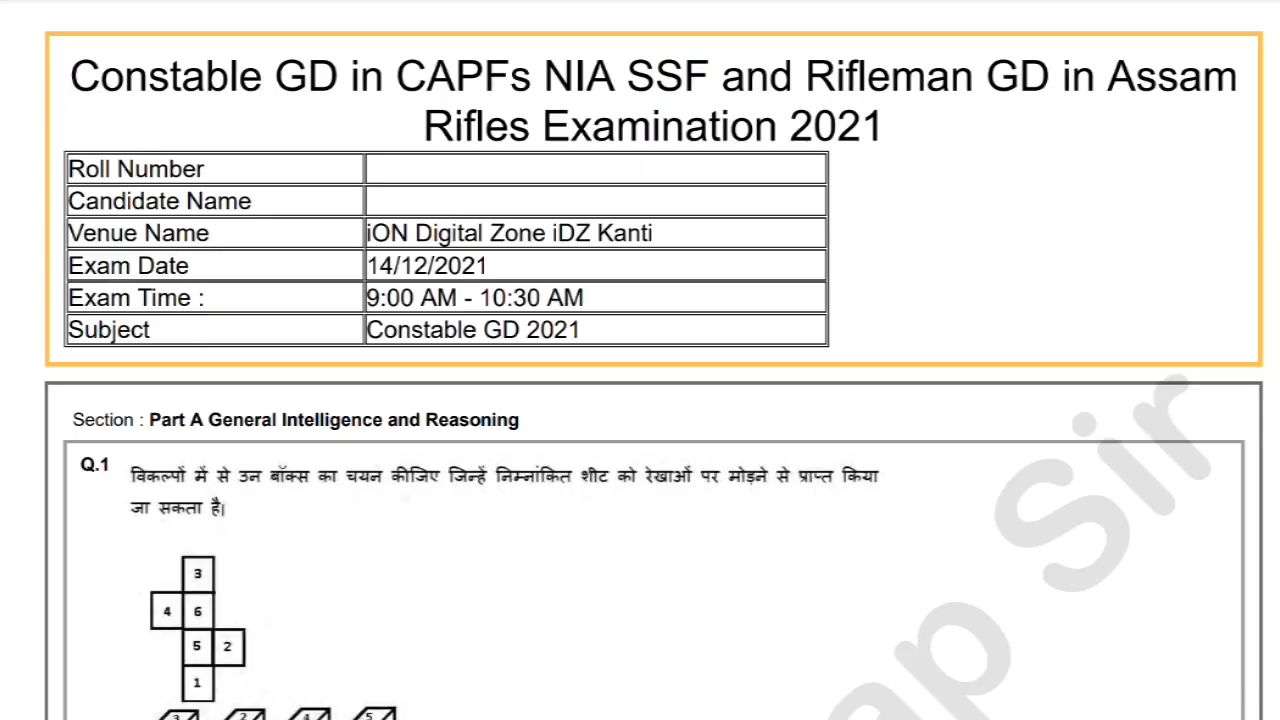 Constable GD in CAPFs NIA SSF and Rifleman GD in Assam
Rifles Examination 2021
Roll Number
Candidate Name
Venue Name iON Digital Zone iDZ Kanti
Exam Date 14/12/2021
Exam Time : 9:00 AM - 10:30 AM
Subject Constable GD 2021
Section : Part A General Intelligence and Reasoning
Q.1 विकल्पों में से उन बॉक्स का चयन कीजिए जिन्हें निम्नांकित शीट को रेखाओं पर मोड़ने से प्राप्त किया
जा सकता है।
3
4 6
5 2
1
ap Sir